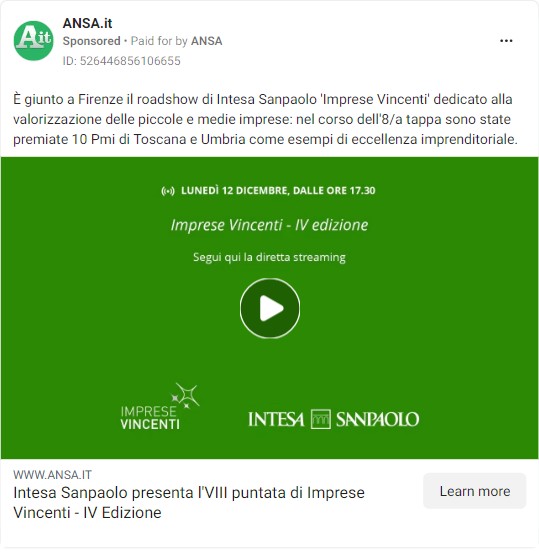 ANSA.it
Sponsored • Paid for by ANSA
ID: 526446856106655
È giunto a Firenze il roadshow di Intesa Sanpaolo 'Imprese Vincenti' dedicato alla
valorizzazione delle piccole e medie imprese: nel corso dell'8/a tappa sono state
premiate 10 Pmi di Toscana e Umbria come esempi di eccellenza imprenditoriale.
LUNEDÌ 12 DICEMBRE, DALLE ORE 17.30
Imprese Vincenti - IV edizione
Segui qui la diretta streaming
IMPRESE
VINCENTI
INTESA SANPAOLO
WWW.ANSA.IT
Intesa Sanpaolo presenta l'VIII puntata di Imprese
Vincenti - IV Edizione
Learn more